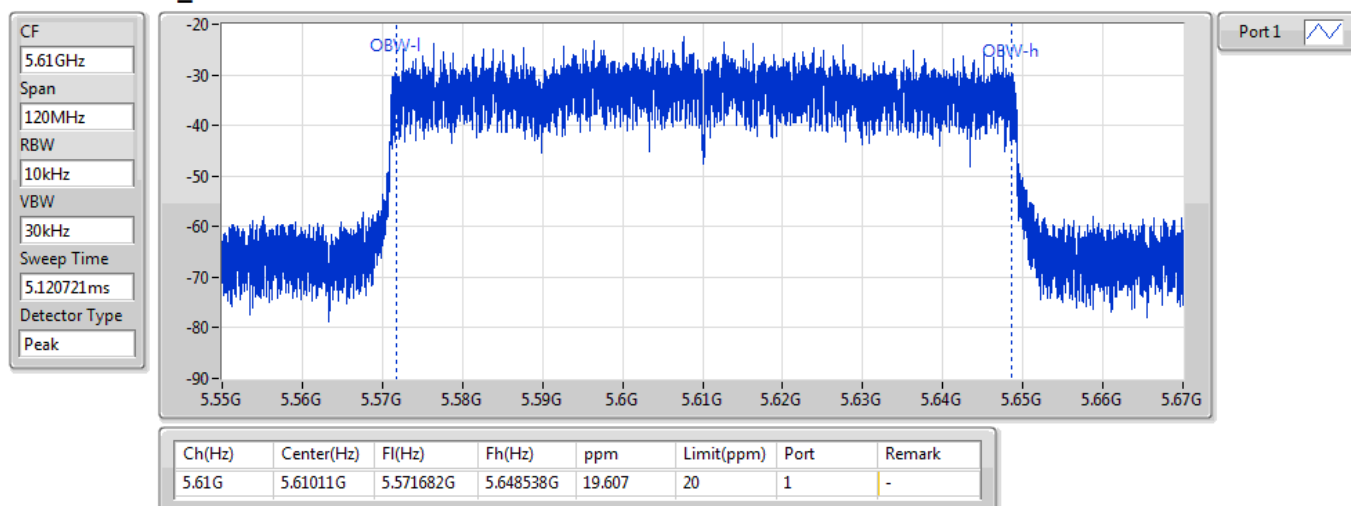 CF
5.61GHz
Span
120MHz
RBW
10kHz
VBW
30kHz
Sweep Time
5.120721ms
Detector Type
Peak
-20
-30
-40
-50
-60
-70
-80
-90
OBW-l
OBW-h
5.55G 5.56G 5.57G 5.58G 5.59G 5.6G 5.61G 5.62G 5.63G 5.64G 5.65G 5.66G 5.67G
Port 1
Ch(Hz) Center(Hz) Fl(Hz) Fh(Hz) ppm Limit(ppm) Port Remark
5.61G 5.61011G 5.571682G 5.648538G 19.607 20 1 -